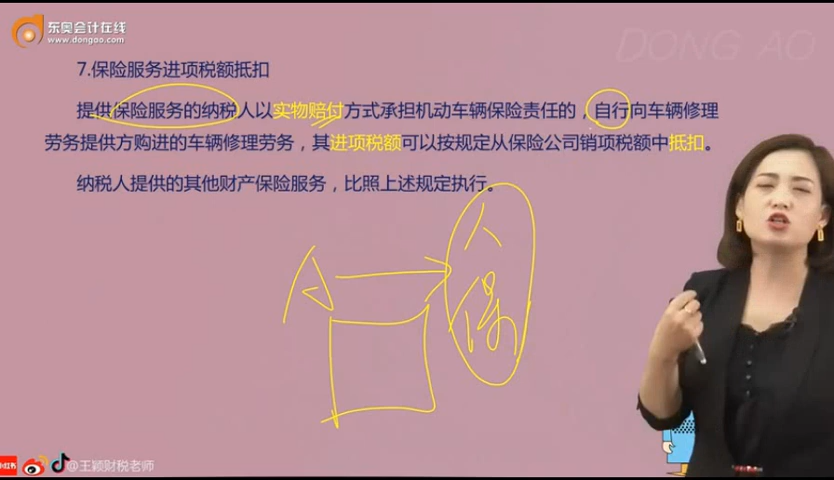 东奥会计在线
www.dongao.com
DONG AO
7.保险服务进项税额抵扣
提供保险服务的纳税人以实物赔付方式承担机动车辆保险责任的，自行向车辆修理
劳务提供方购进的车辆修理劳务，其进项税额可以按规定从保险公司销项税额中抵扣。
纳税人提供的其他财产保险服务，比照上述规定执行。
人
保
小红书
@王颖财税老师